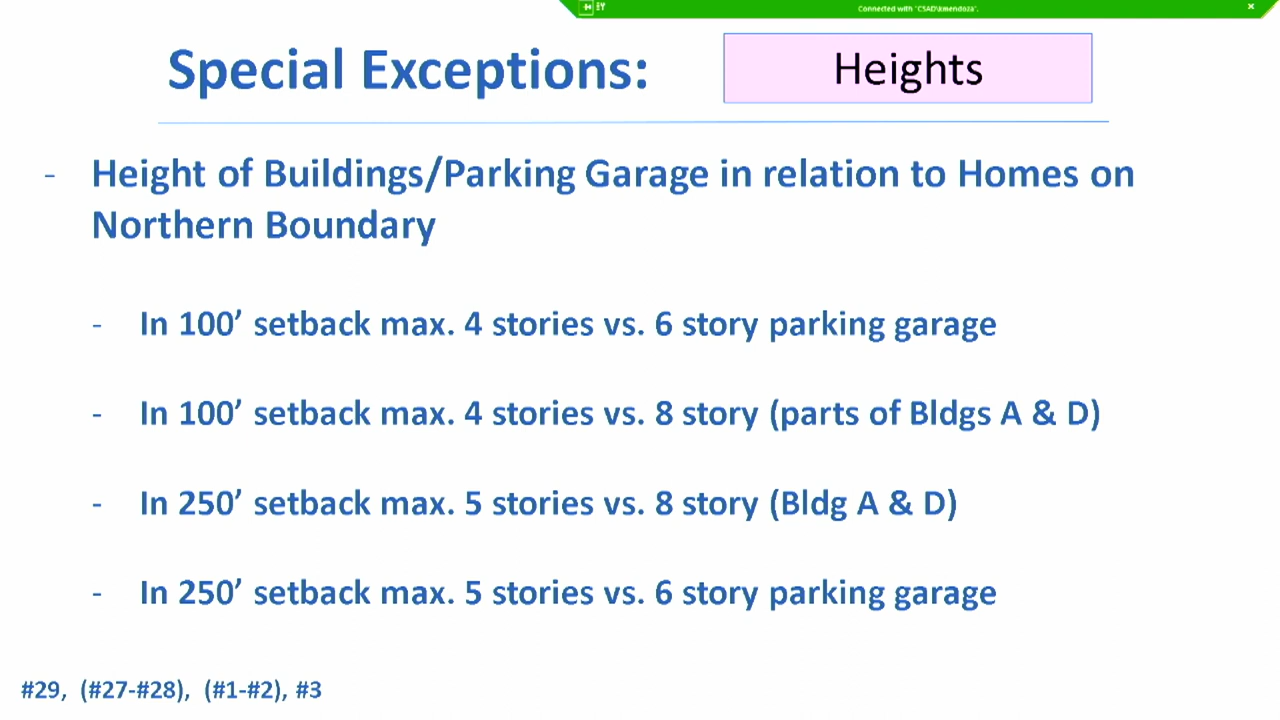 Connected with "CSAD\kmendoza".
Special Exceptions:
Heights
- Height of Buildings/Parking Garage in relation to Homes on
Northern Boundary
- In 100’ setback max. 4 stories vs. 6 story parking garage
- In 100’ setback max. 4 stories vs. 8 story (parts of Bldgs A & D)
- In 250’ setback max. 5 stories vs. 8 story (Bldg A & D)
- In 250’ setback max. 5 stories vs. 6 story parking garage
#29, (#27-#28), (#1-#2), #3